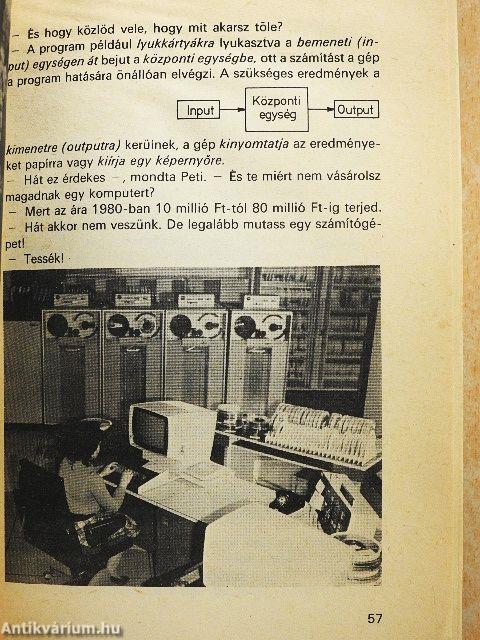 – És hogy közlöd vele, hogy mit akarsz tőle?
– A program például lyukkártyákra lyukasztva a bemeneti (in-
put) egységen át bejut a központi egységbe, ott a számítást a gép
a program hatására önállóan elvégzi. A szükséges eredmények a
Input
Központi
egység
Output
kimenetre (outputra) kerülnek, a gép kinyomtatja az eredménye-
ket papírra vagy kiírja egy képernyőre.
– Hát ez érdekes –, mondta Peti. – És te miért nem vásárolsz
magadnak egy komputert?
– Mert az ára 1980-ban 10 millió Ft-tól 80 millió Ft-ig terjed.
– Hát akkor nem veszünk. De legalább mutass egy számítógé-
pet!
– Tessék!
57
Antikvárium.hu